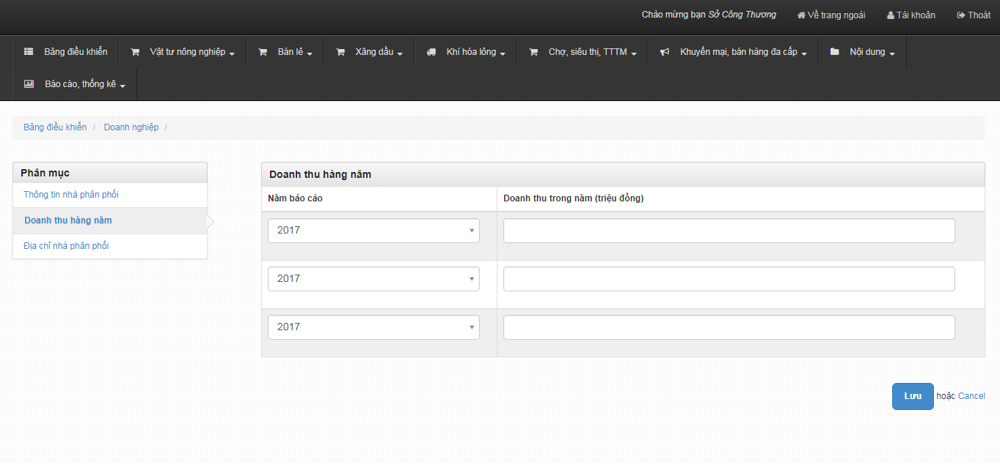 Chào mừng bạn Sở Công Thương Về trang ngoài Tài khoản Thoát
Bảng điều khiển Vật tư nông nghiệp Bán lẻ Xăng dầu Khí hóa lỏng Chợ, siêu thị, TTTM Khuyến mại, bán hàng đa cấp Nội dung
Báo cáo, thống kê
Bảng điều khiển / Doanh nghiệp /
Phân mục
Thông tin nhà phân phối
Doanh thu hàng năm
Địa chỉ nhà phân phối
Doanh thu hàng năm
Năm báo cáo Doanh thu trong năm (triệu đồng)
2017
2017
2017
Lưu hoặc Cancel